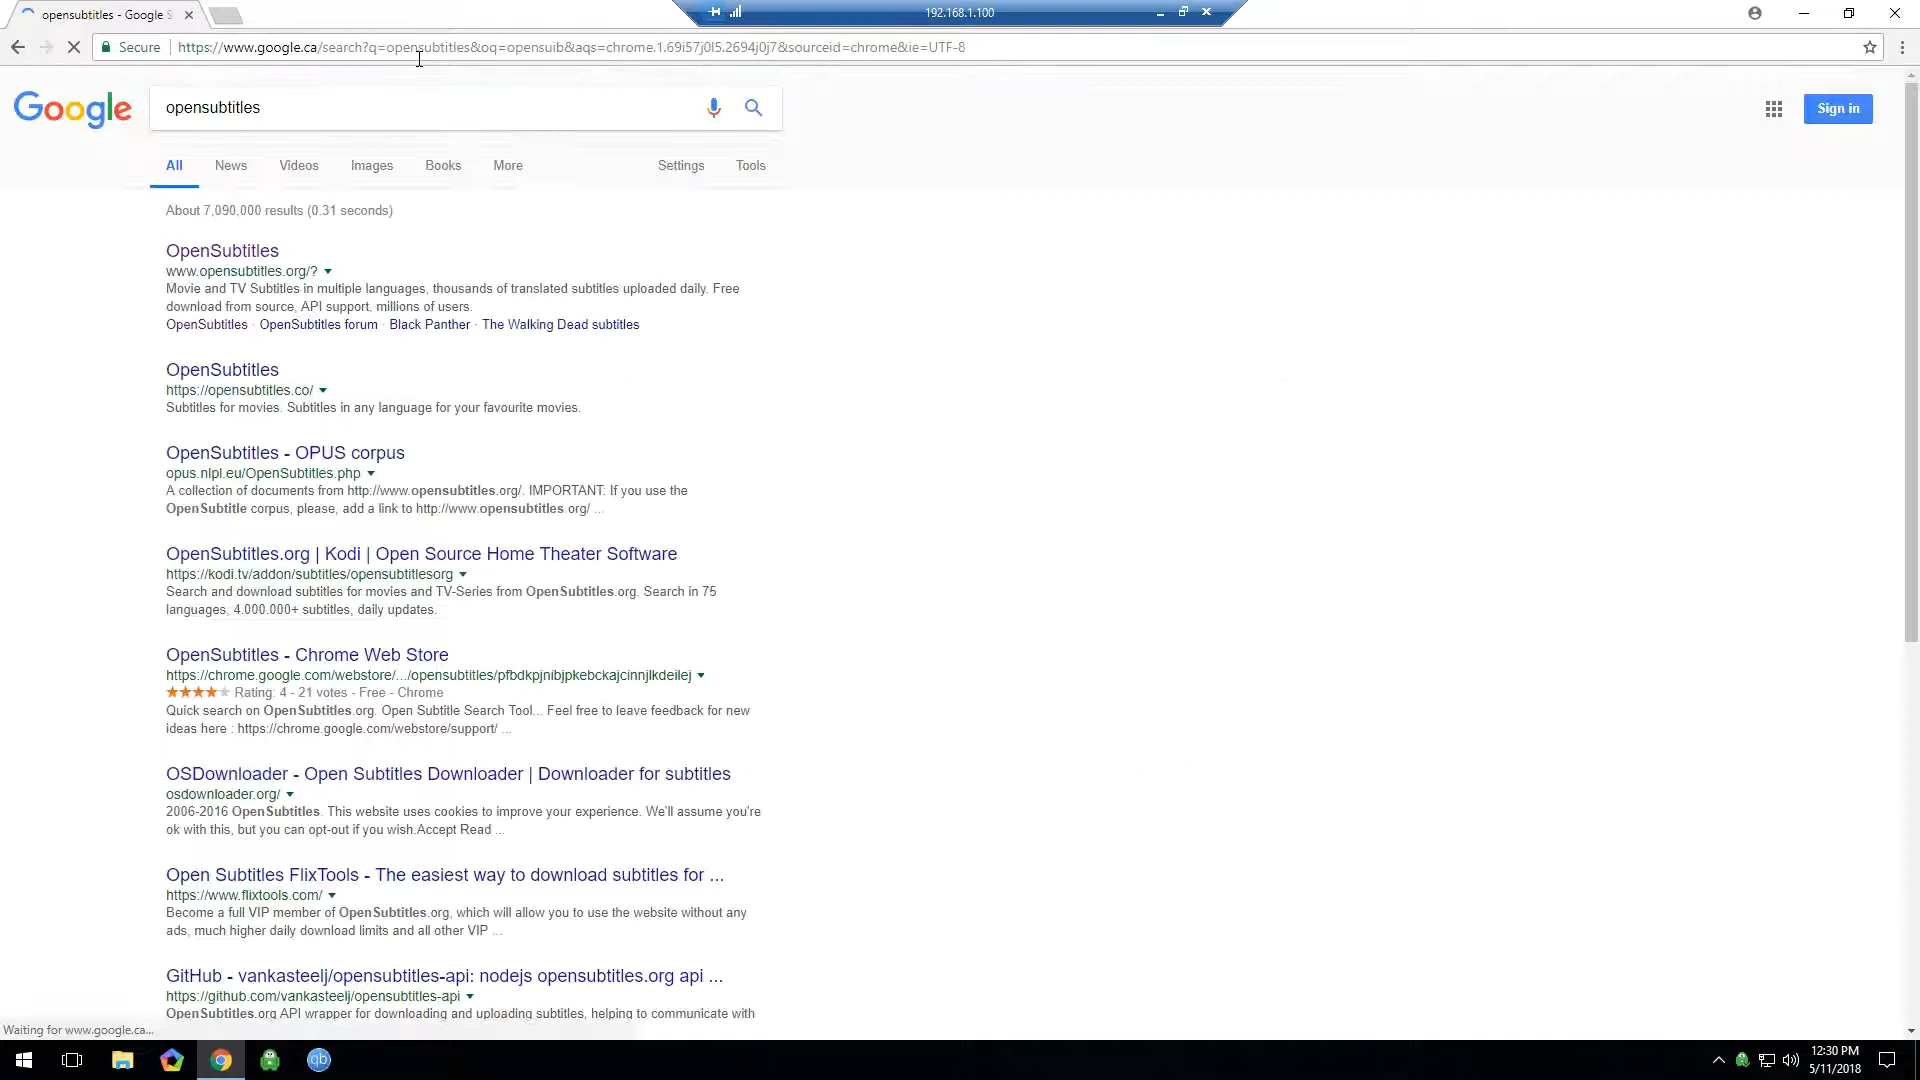 opensubtitles - Google S
192.168.1.100
Secure
https://www.google.ca/search?q=opensubtitles&oq=opensuib&aqs=chrome.1.69i57j0l5.2694j0j7&sourceid=chrome&ie=UTF-8
Google
opensubtitles
Sign in
All News Videos Images Books More Settings Tools
About 7,090,000 results (0.31 seconds)
OpenSubtitles
www.opensubtitles.org/?
Movie and TV Subtitles in multiple languages, thousands of translated subtitles uploaded daily. Free
download from source, API support, millions of users.
OpenSubtitles · OpenSubtitles forum · Black Panther · The Walking Dead subtitles
OpenSubtitles
https://opensubtitles.co/
Subtitles for movies. Subtitles in any language for your favourite movies.
OpenSubtitles - OPUS corpus
opus.nlpl.eu/OpenSubtitles.php
A collection of documents from http://www.opensubtitles.org/. IMPORTANT: If you use the
OpenSubtitle corpus, please, add a link to http://www.opensubtitles.org/ ...
OpenSubtitles.org | Kodi | Open Source Home Theater Software
https://kodi.tv/addon/subtitles/opensubtitlesorg
Search and download subtitles for movies and TV-Series from OpenSubtitles.org. Search in 75
languages, 4.000.000+ subtitles, daily updates.
OpenSubtitles - Chrome Web Store
https://chrome.google.com/webstore/.../opensubtitles/pfbdkpjnibjpkebckajcinnjlkdeilej
Rating: 4 - 21 votes - Free - Chrome
Quick search on OpenSubtitles.org. Open Subtitle Search Tool... Feel free to leave feedback for new
ideas here : https://chrome.google.com/webstore/support/ ...
OSDownloader - Open Subtitles Downloader | Downloader for subtitles
osdownloader.org/
2006-2016 OpenSubtitles. This website uses cookies to improve your experience. We'll assume you're
ok with this, but you can opt-out if you wish.Accept Read ...
Open Subtitles FlixTools - The easiest way to download subtitles for ...
https://www.flixtools.com/
Become a full VIP member of OpenSubtitles.org, which will allow you to use the website without any
ads, much higher daily download limits and all other VIP ...
GitHub - vankasteelj/opensubtitles-api: nodejs opensubtitles.org api ...
https://github.com/vankasteelj/opensubtitles-api
OpenSubtitles.org API wrapper for downloading and uploading subtitles, helping to communicate with
Waiting for www.google.ca...
qb
12:30 PM
5/11/2018